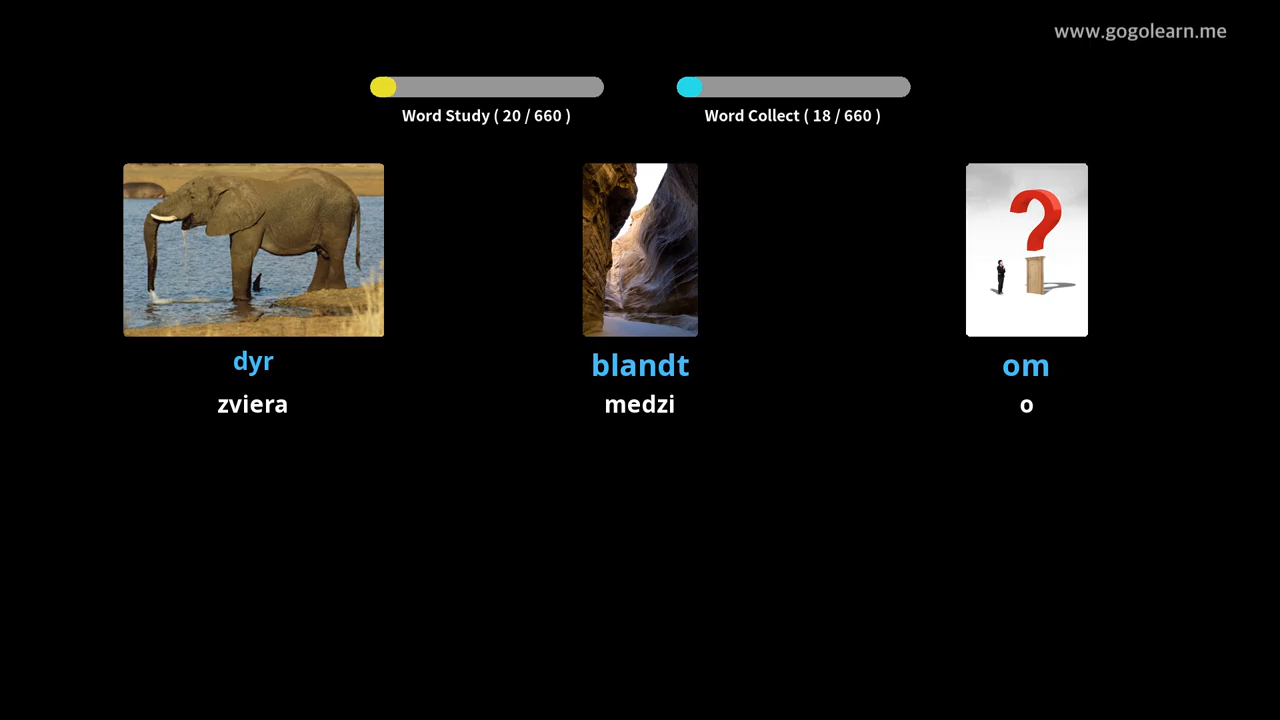 www.gogolearn.me
Word Study ( 20 / 660 )
Word Collect ( 18 / 660 )
dyr
blandt
om
zviera
medzi
o